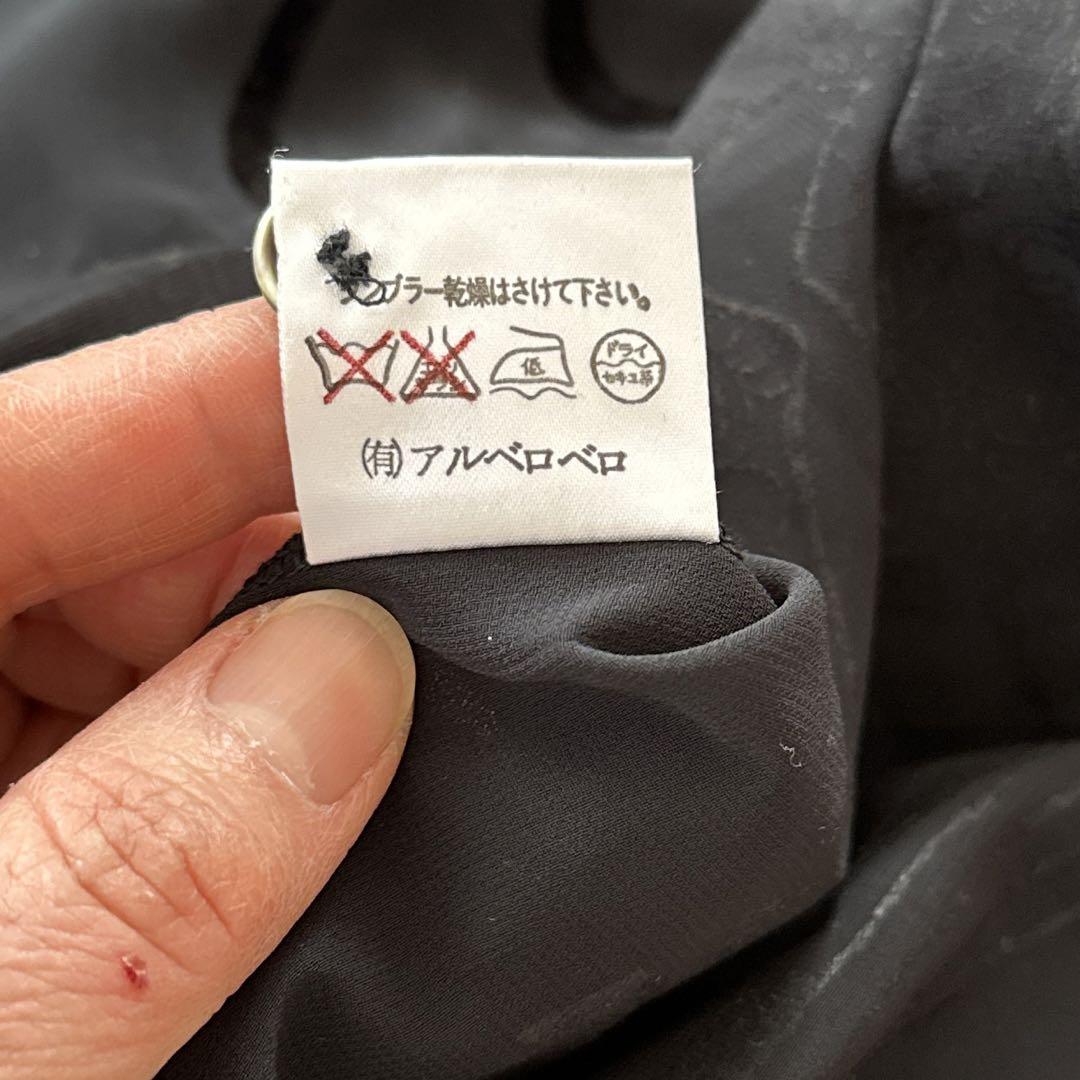 ブラー乾燥はさけて下さい。
低
ドライ
セキユ系
(有)アルベロベロ